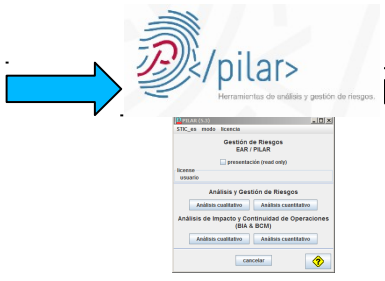 </pilar>
Herramientas de análisis y gestión de riesgos.
PILAR (5.2)
STIC_es modo licencia
Gestión de Riesgos
EAR / PILAR
presentación (read only)
license
usuario
Análisis y Gestión de Riesgos
Análisis cualitativo Análisis cuantitativo
Análisis de Impacto y Continuidad de Operaciones
(BIA & BCM)
Análisis cualitativo Análisis cuantitativo
cancelar